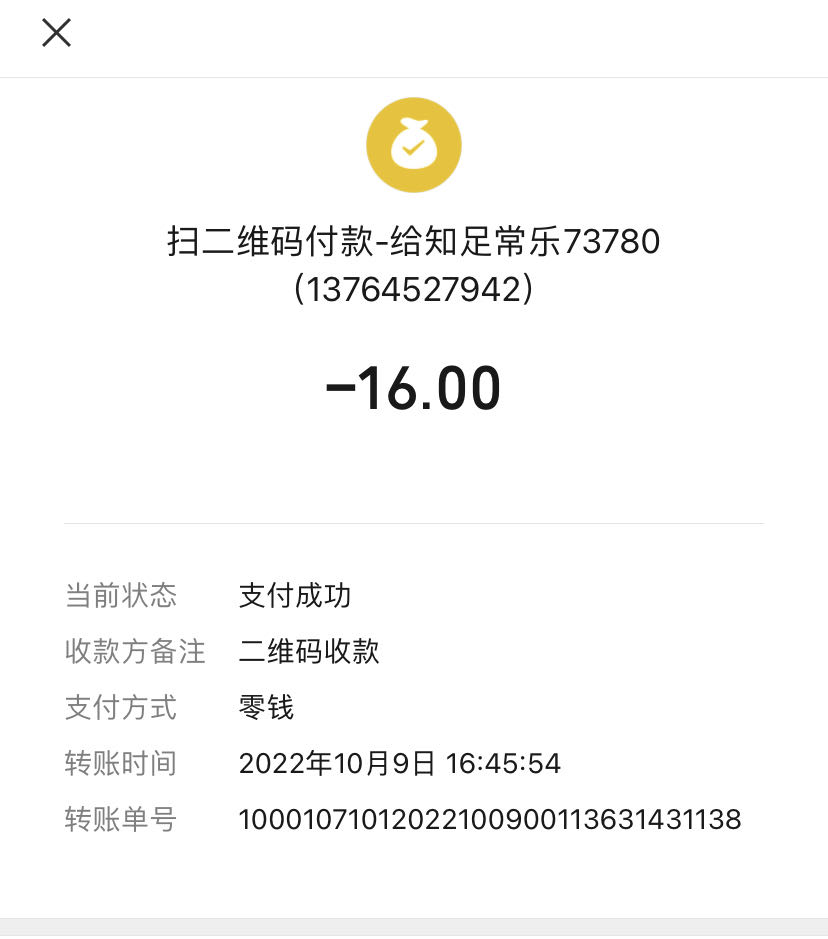 扫二维码付款-给知足常乐73780
（13764527942）
-16.00
当前状态 支付成功
收款方备注 二维码收款
支付方式 零钱
转账时间 2022年10月9日 16:45:54
转账单号 1000107101202210090011363143​1138